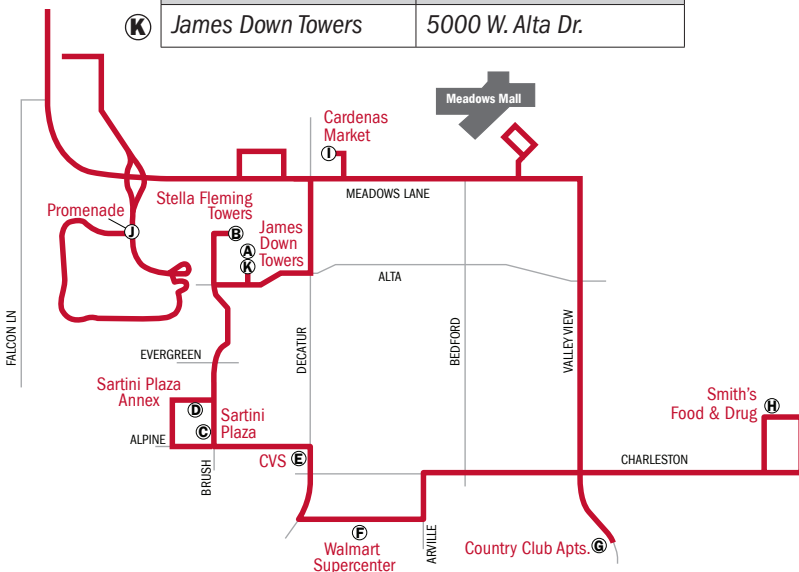 K James Down Towers 5000 W. Alta Dr.
Meadows Mall
Cardenas
Market
I
MEADOWS LANE
Stella Fleming
Towers
Promenade
J
B
James
Down
Towers
A
K
ALTA
FALCON LN
DECATUR
BEDFORD
VALLEY VIEW
EVERGREEN
Sartini Plaza
Annex
D
Sartini
Plaza
C
ALPINE
BRUSH
CVS E
Smith's
Food & Drug H
CHARLESTON
F
Walmart
Supercenter
ARVILLE
Country Club Apts. G